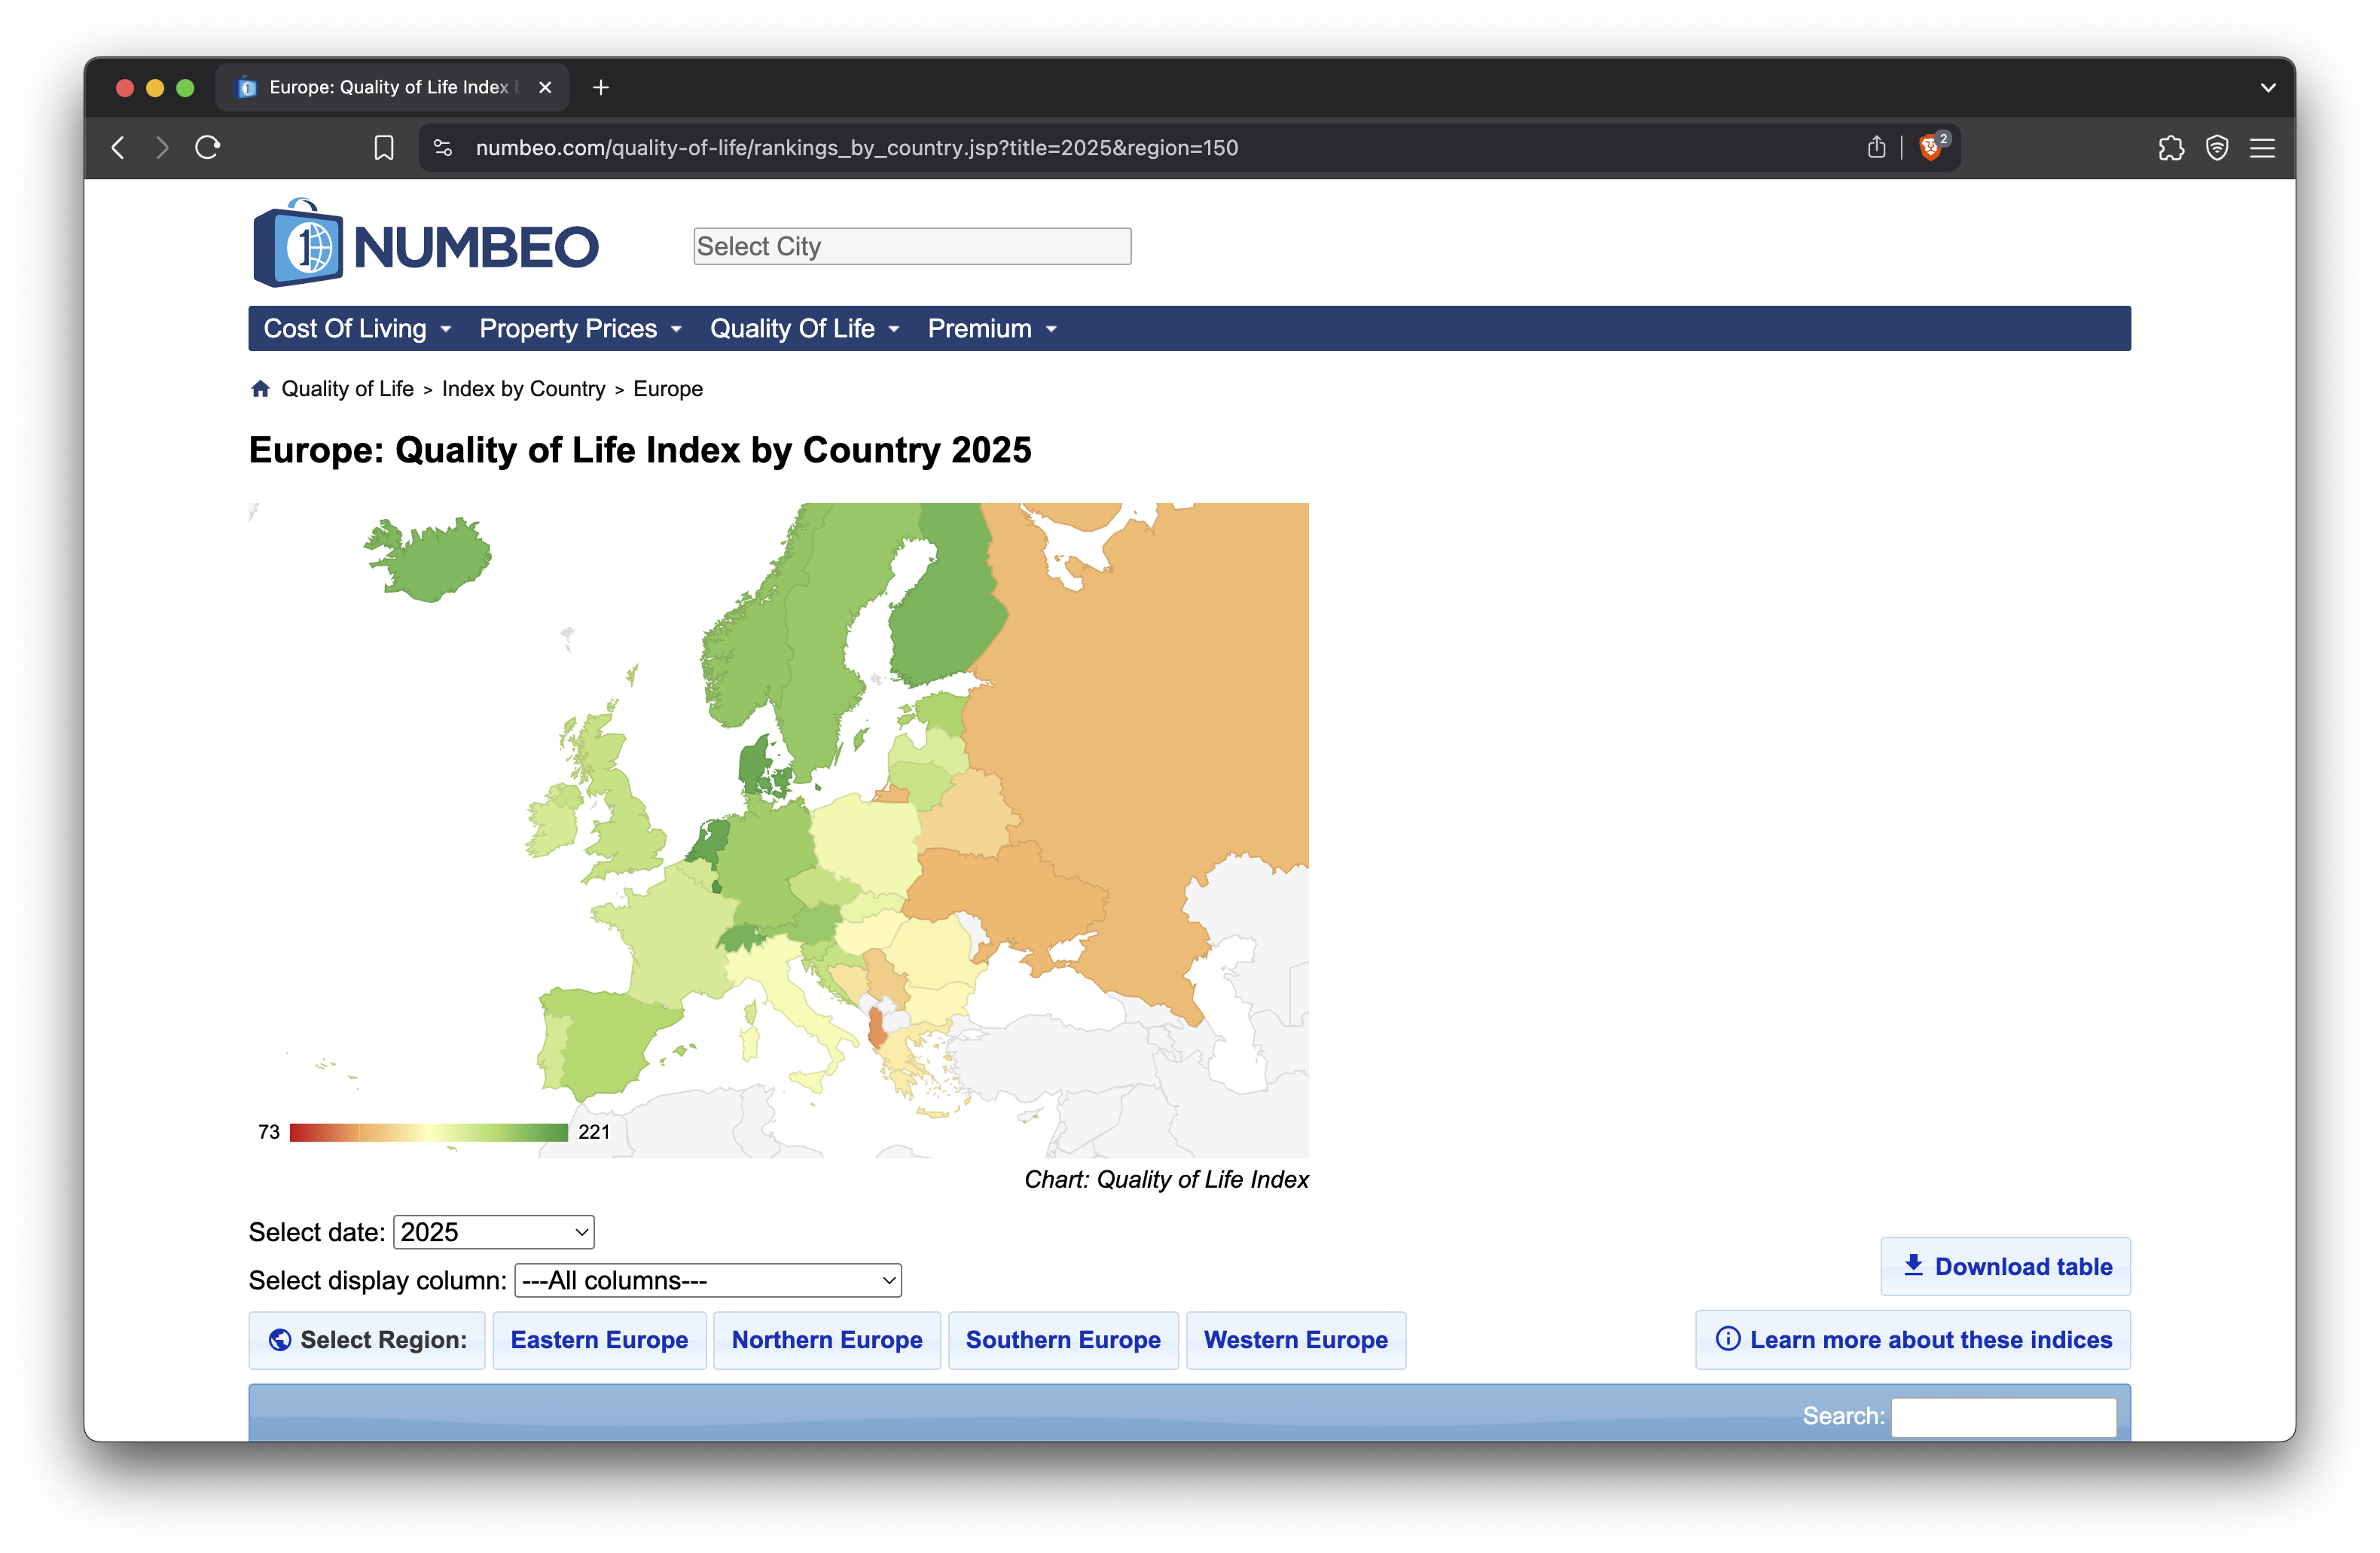 Europe: Quality of Life Index
numbeo.com/quality-of-life/rankings_by_country.jsp?title=2025&region=150
2
1
NUMBEO
Select City
Cost Of Living
Property Prices
Quality Of Life
Premium
Quality of Life > Index by Country > Europe
Europe: Quality of Life Index by Country 2025
73
221
Chart: Quality of Life Index
Select date: 2025
Select display column: ---All columns---
Download table
Select Region:
Eastern Europe
Northern Europe
Southern Europe
Western Europe
Learn more about these indices
Search: